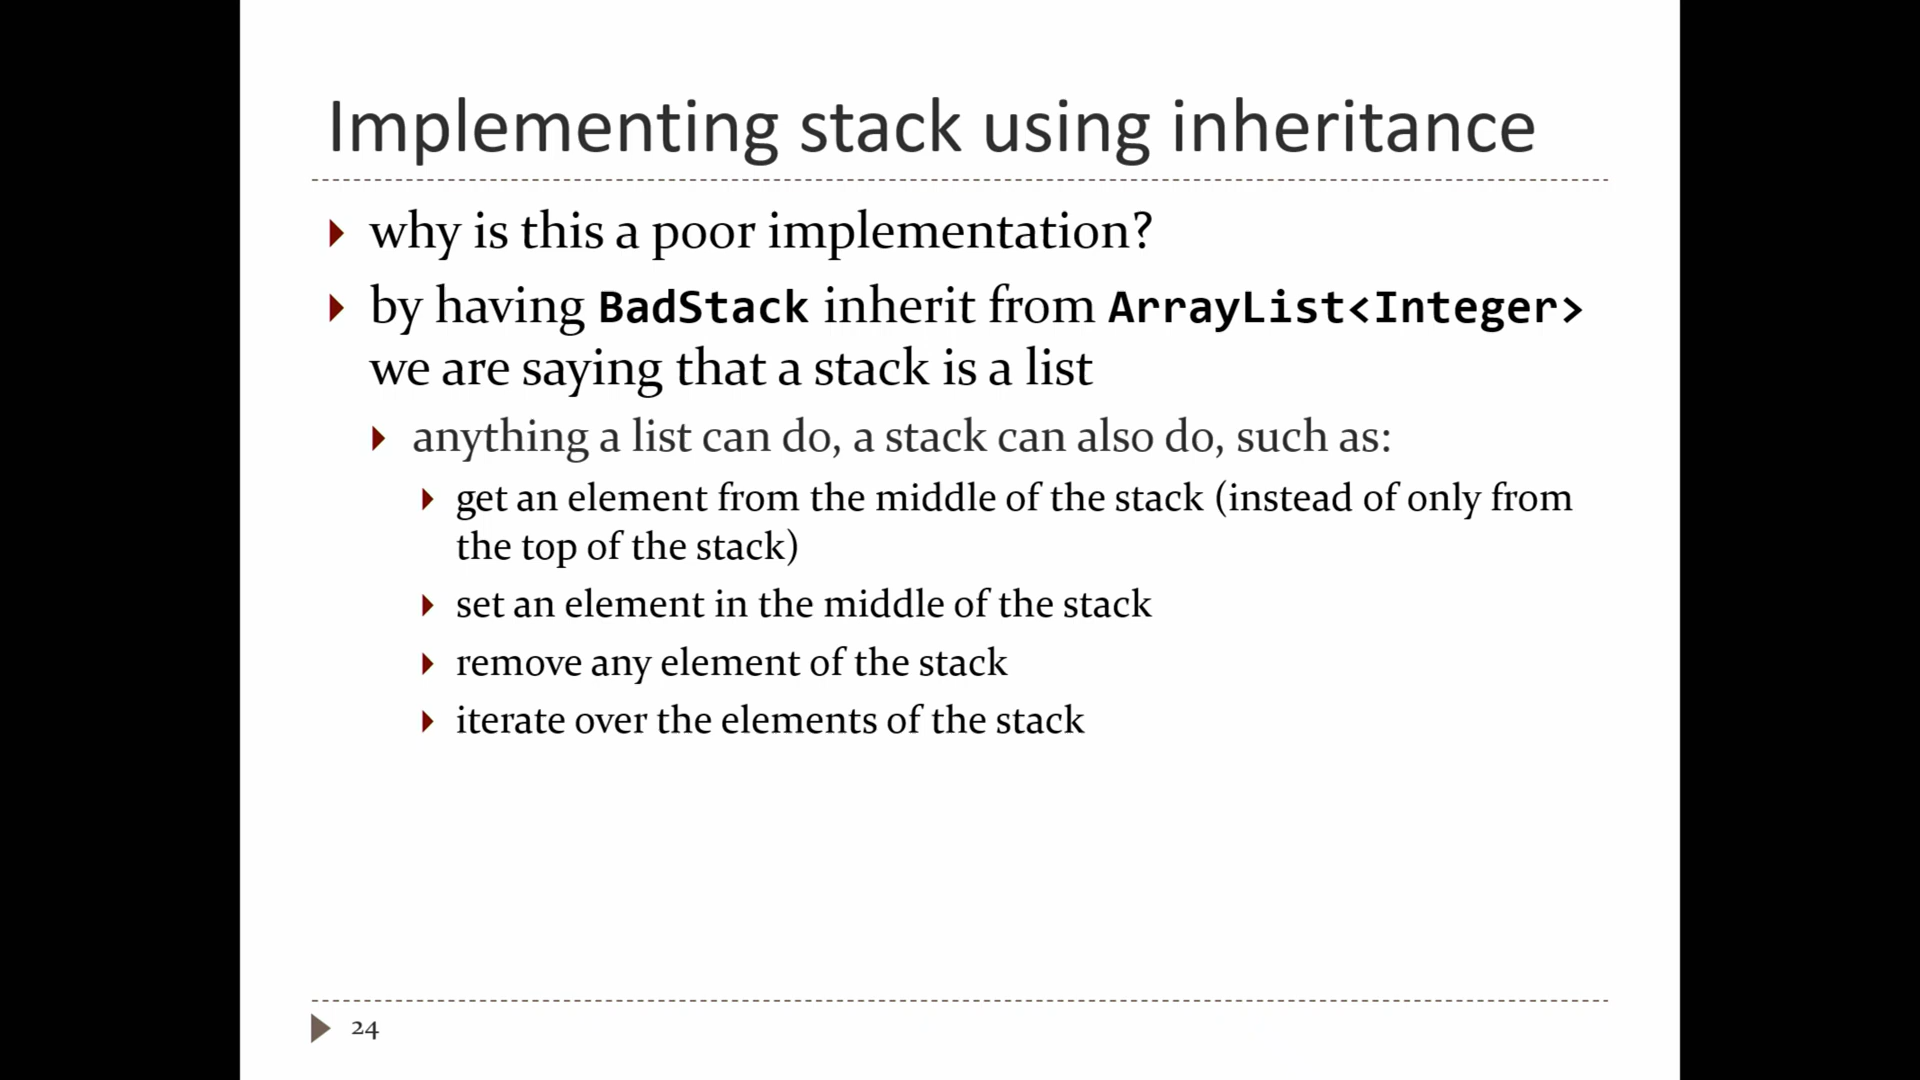 Implementing stack using inheritance
why is this a poor implementation?
by having BadStack inherit from ArrayList<Integer>
we are saying that a stack is a list
anything a list can do, a stack can also do, such as:
get an element from the middle of the stack (instead of only from
the top of the stack)
set an element in the middle of the stack
remove any element of the stack
iterate over the elements of the stack
24